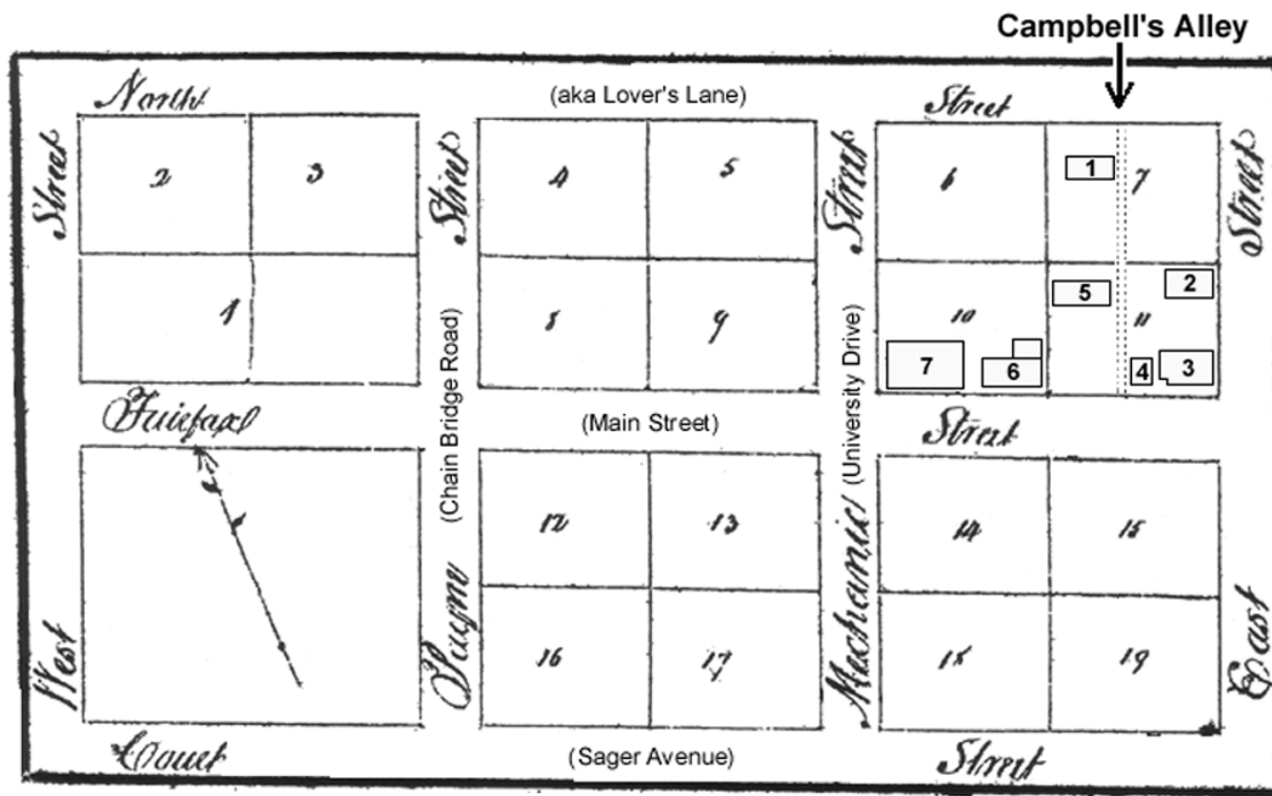 Campbell's Alley
North (aka Lover's Lane) Street
Street
Street
Street
Street
2
3
4
5
6
1
7
1
8
9
10
5
11
2
7
6
4
3
(Chain Bridge Road)
(University Drive)
Fairfax (Main Street) Street
12
13
14
15
West
Payne
Mechanic
East
16
17
18
19
Court (Sager Avenue) Street